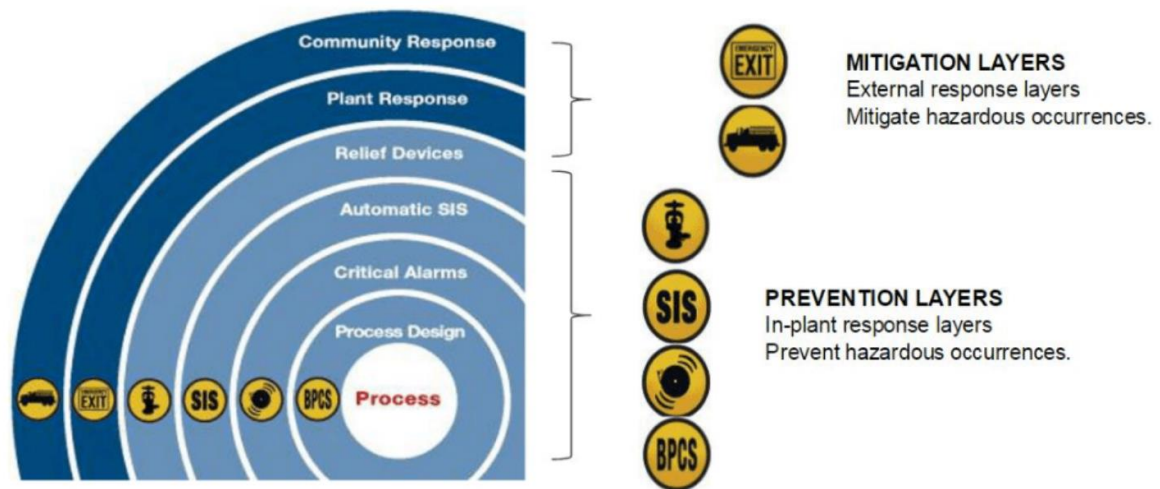 Community Response
Plant Response
Relief Devices
Automatic SIS
Critical Alarms
Process Design
Process
EMERGENCY
EXIT
SIS
BPCS
EMERGENCY
EXIT
MITIGATION LAYERS
External response layers
Mitigate hazardous occurrences.
SIS
BPCS
PREVENTION LAYERS
In-plant response layers
Prevent hazardous occurrences.